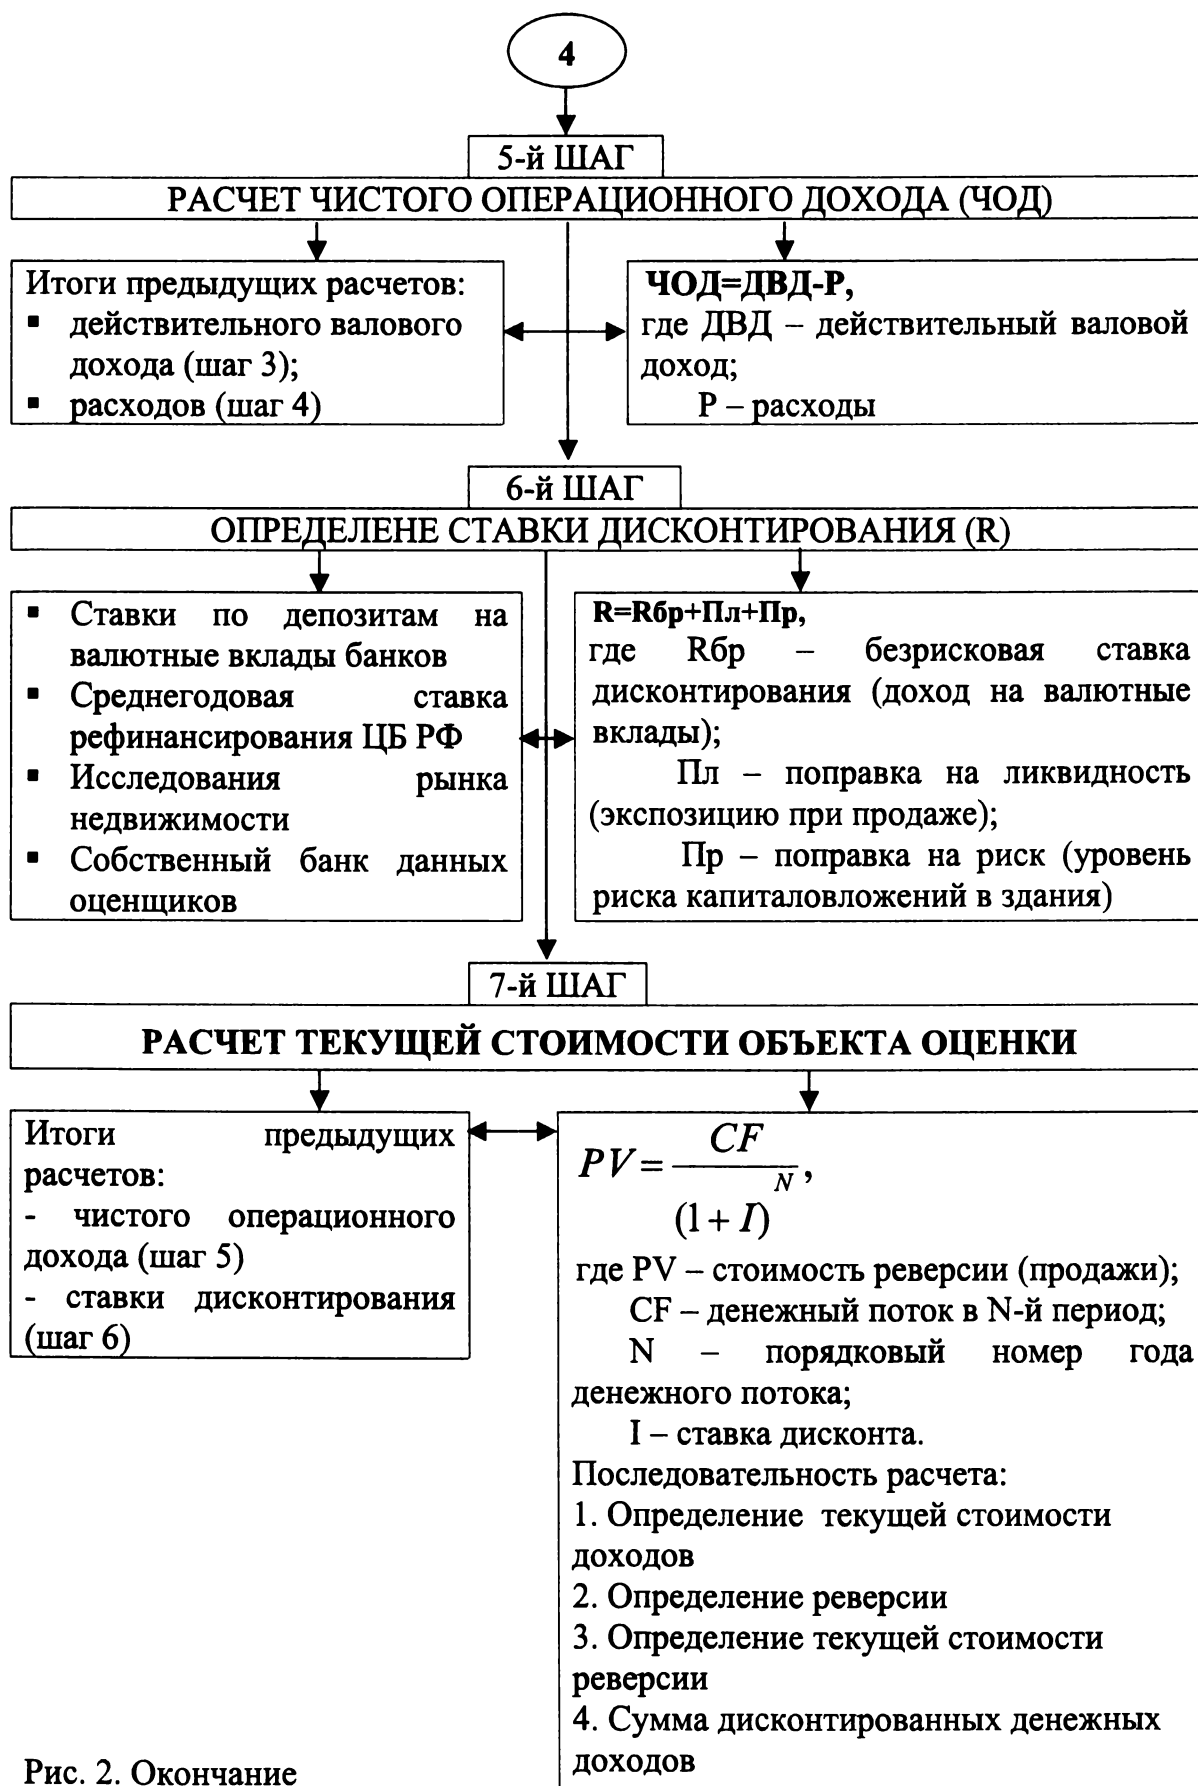 4
5-й ШАГ
РАСЧЕТ ЧИСТОГО ОПЕРАЦИОННОГО ДОХОДА (ЧОД)
Итоги предыдущих расчетов:
▪ действительного валового
дохода (шаг 3);
▪ расходов (шаг 4)
ЧОД=ДВД-Р,
где ДВД – действительный валовой
доход;
Р – расходы
6-й ШАГ
ОПРЕДЕЛЕНЕ СТАВКИ ДИСКОНТИРОВАНИЯ (R)
▪ Ставки по депозитам на
валютные вклады банков
▪ Среднегодовая ставка
рефинансирования ЦБ РФ
▪ Исследования рынка
недвижимости
▪ Собственный банк данных
оценщиков
R=Rбр+Пл+Пр,
где Rбр – безрисковая ставка
дисконтирования (доход на валютные
вклады);
Пл – поправка на ликвидность
(экспозицию при продаже);
Пр – поправка на риск (уровень
риска капиталовложений в здания)
7-й ШАГ
РАСЧЕТ ТЕКУЩЕЙ СТОИМОСТИ ОБЪЕКТА ОЦЕНКИ
Итоги предыдущих
расчетов:
- чистого операционного
дохода (шаг 5)
- ставки дисконтирования
(шаг 6)
PV = CF / (1 + I)^N,
где PV – стоимость реверсии (продажи);
CF – денежный поток в N-й период;
N – порядковый номер года
денежного потока;
I – ставка дисконта.
Последовательность расчета:
1. Определение текущей стоимости
доходов
2. Определение реверсии
3. Определение текущей стоимости
реверсии
4. Сумма дисконтированных денежных
доходов
Рис. 2. Окончание